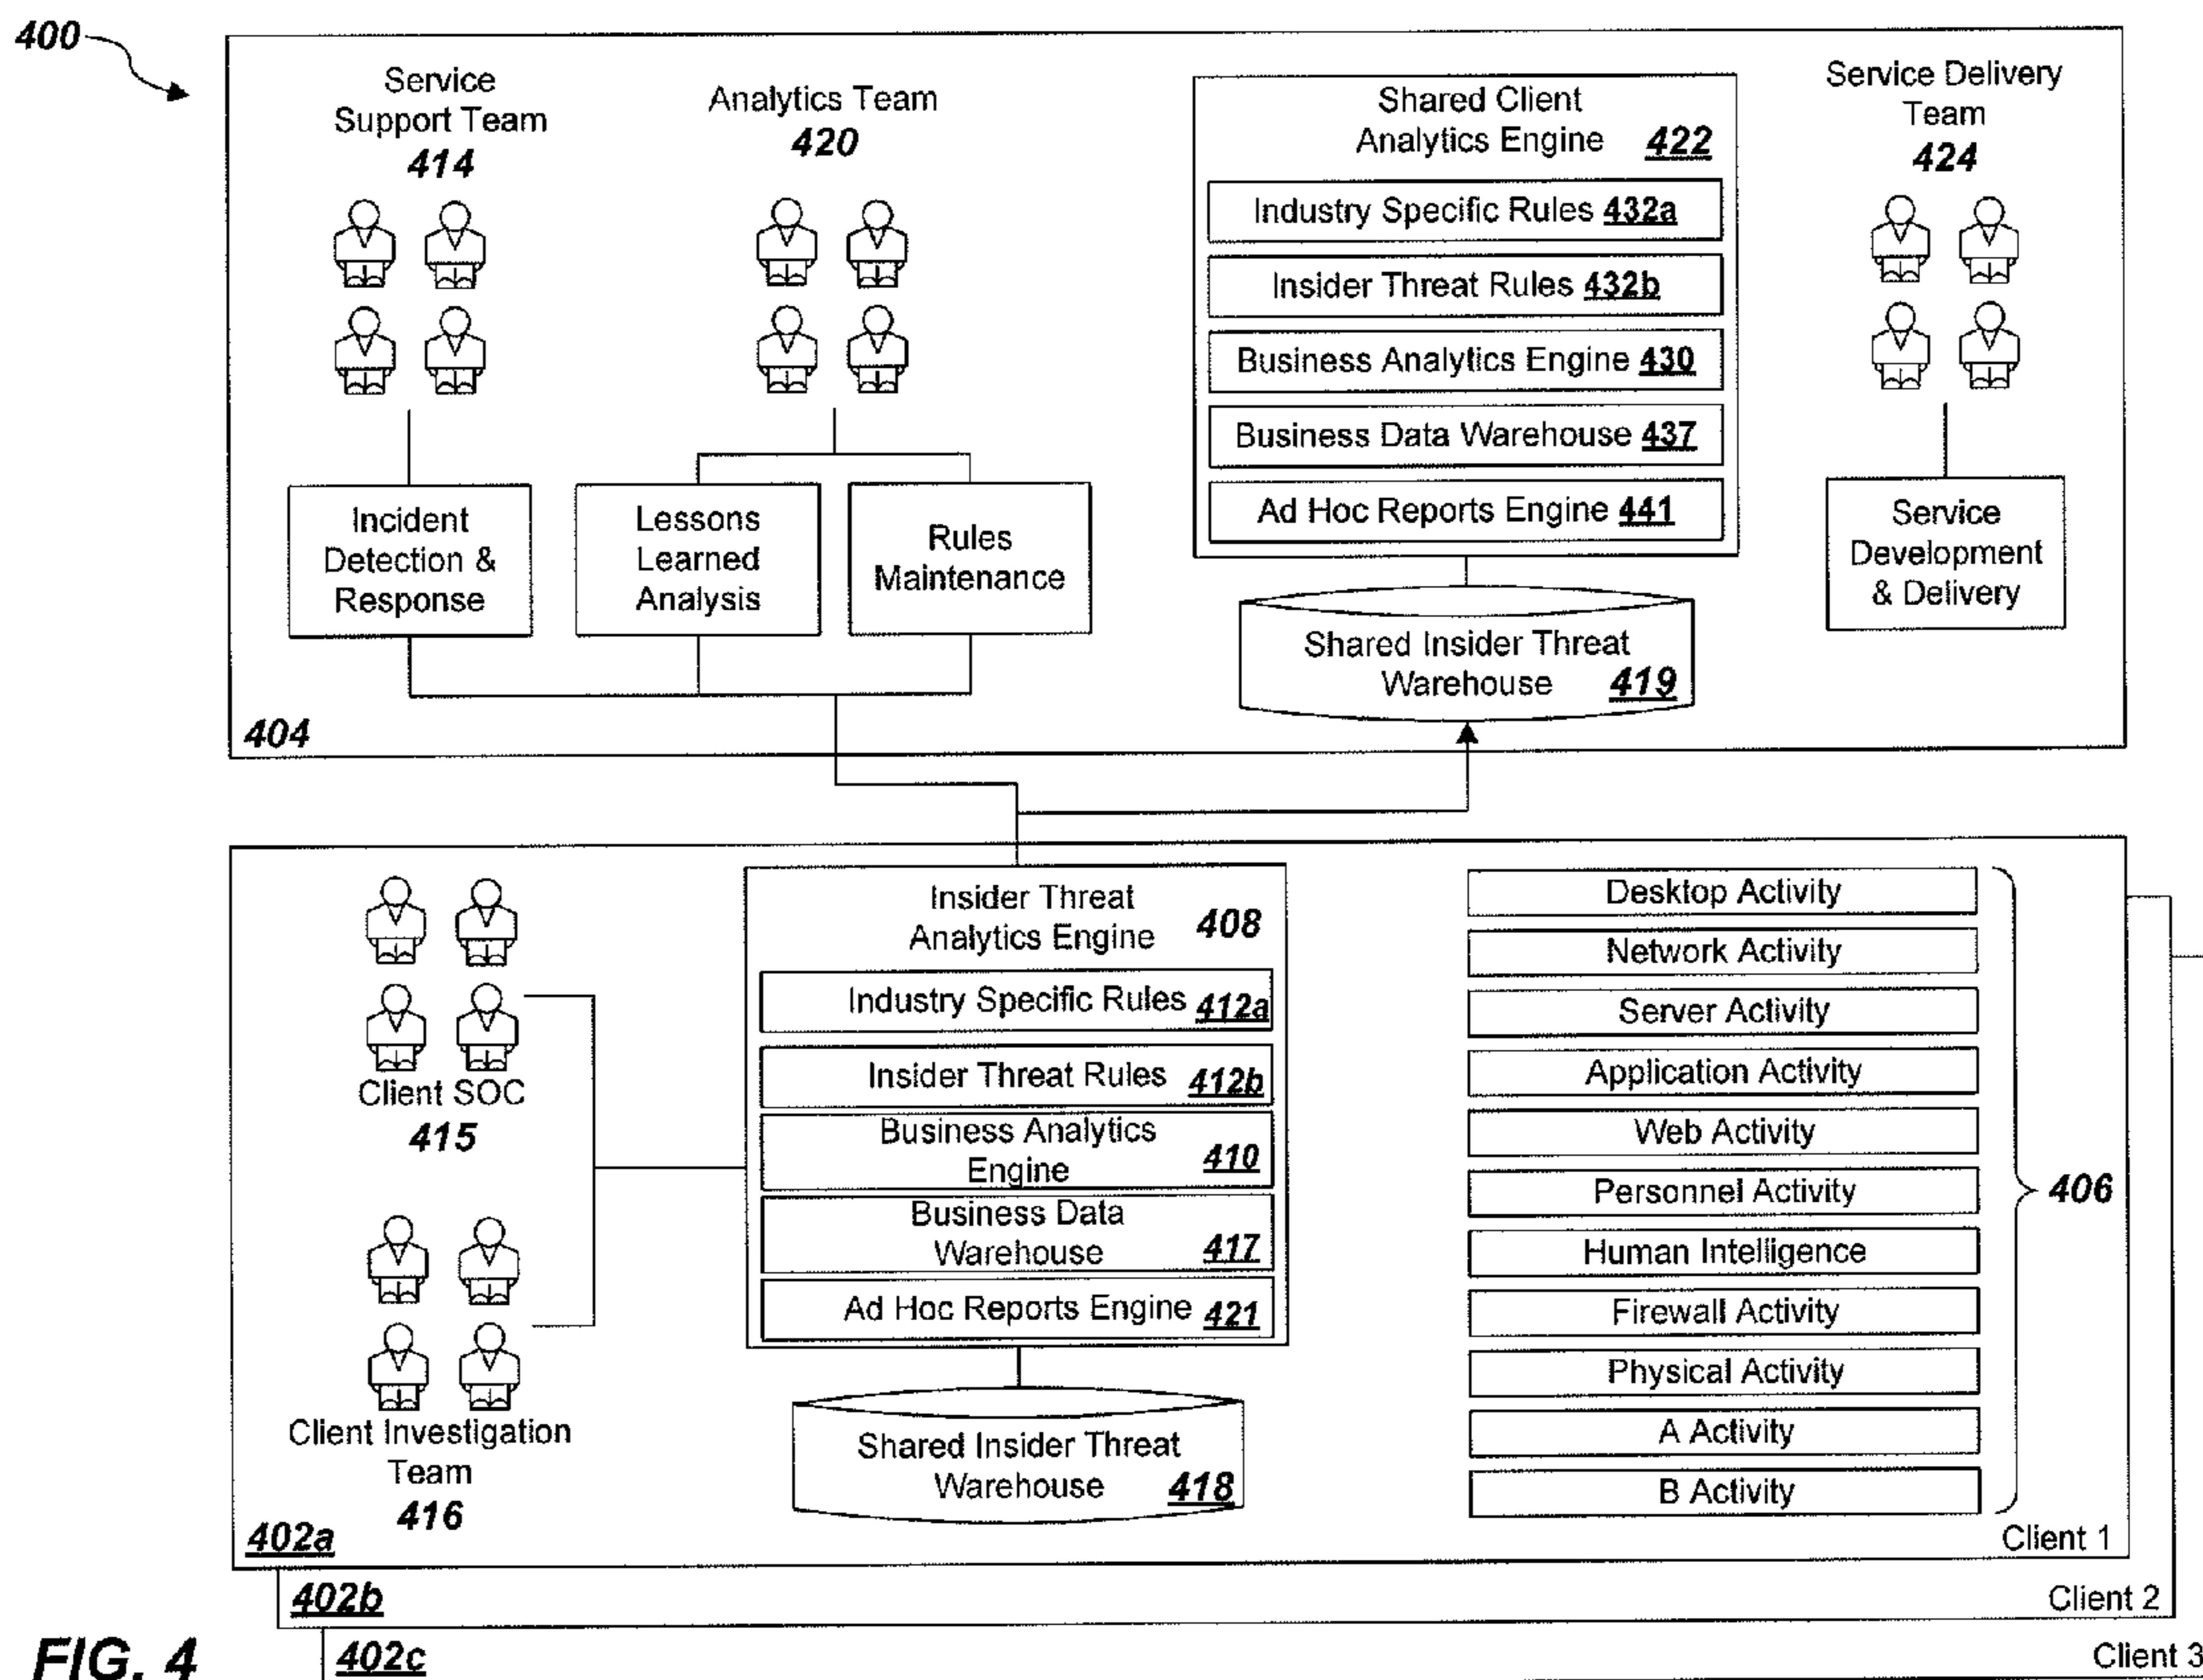 400
Service
Support Team
414
Analytics Team
420
Shared Client
Analytics Engine 422
Industry Specific Rules 432a
Insider Threat Rules 432b
Business Analytics Engine 430
Business Data Warehouse 437
Ad Hoc Reports Engine 441
Service Delivery
Team
424
Incident
Detection &
Response
Lessons
Learned
Analysis
Rules
Maintenance
Shared Insider Threat
Warehouse 419
Service
Development
& Delivery
404
Client SOC
415
Client Investigation
Team
416
Insider Threat
Analytics Engine 408
Industry Specific Rules 412a
Insider Threat Rules 412b
Business Analytics
Engine 410
Business Data
Warehouse 417
Ad Hoc Reports Engine 421
Shared Insider Threat
Warehouse 418
Desktop Activity
Network Activity
Server Activity
Application Activity
Web Activity
Personnel Activity
Human Intelligence
Firewall Activity
Physical Activity
A Activity
B Activity
406
402a
Client 1
402b
Client 2
402c
Client 3
FIG. 4